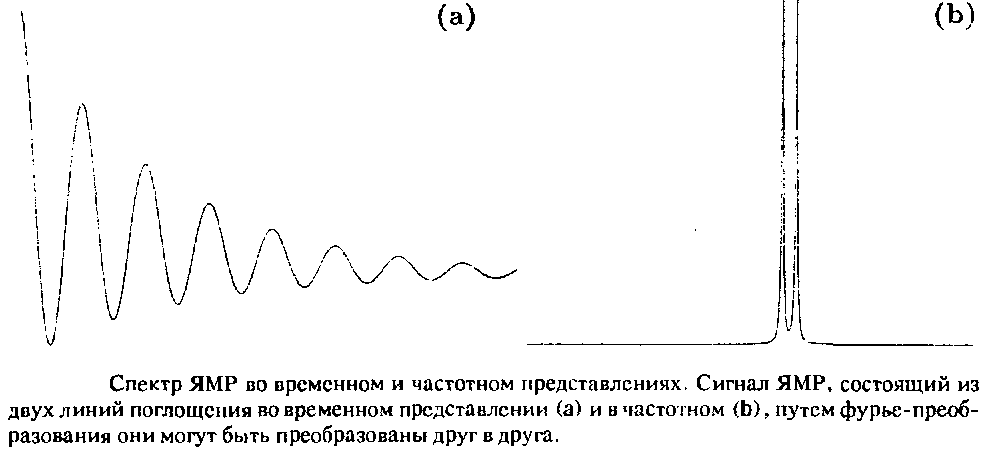 (a) (b)
Спектр ЯМР во временном и частотном представлениях. Сигнал ЯМР, состоящий из
двух линий поглощения во временном представлении (a) и в частотном (b), путем фурье-преоб-
разования они могут быть преобразованы друг в друга.